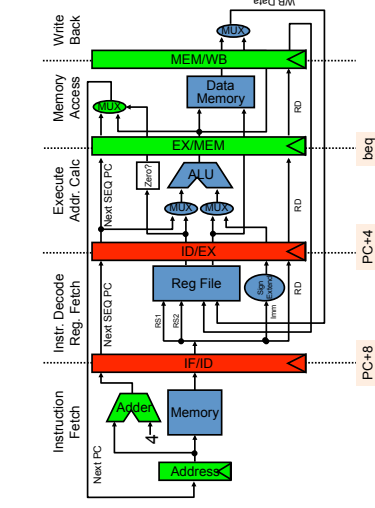 Instruction
Fetch
Instr. Decode
Reg. Fetch
Execute
Addr. Calc
Memory
Access
Write
Back
Next PC
Next SEQ PC
Next SEQ PC
4
Adder
Address
Memory
IF/ID
RS1
RS2
Reg File
Sign
Extend
Imm
RD
ID/EX
Zero?
MUX
MUX
ALU
RD
EX/MEM
MUX
Data
Memory
RD
MEM/WB
MUX
WB Data
PC+8
PC+4
beq